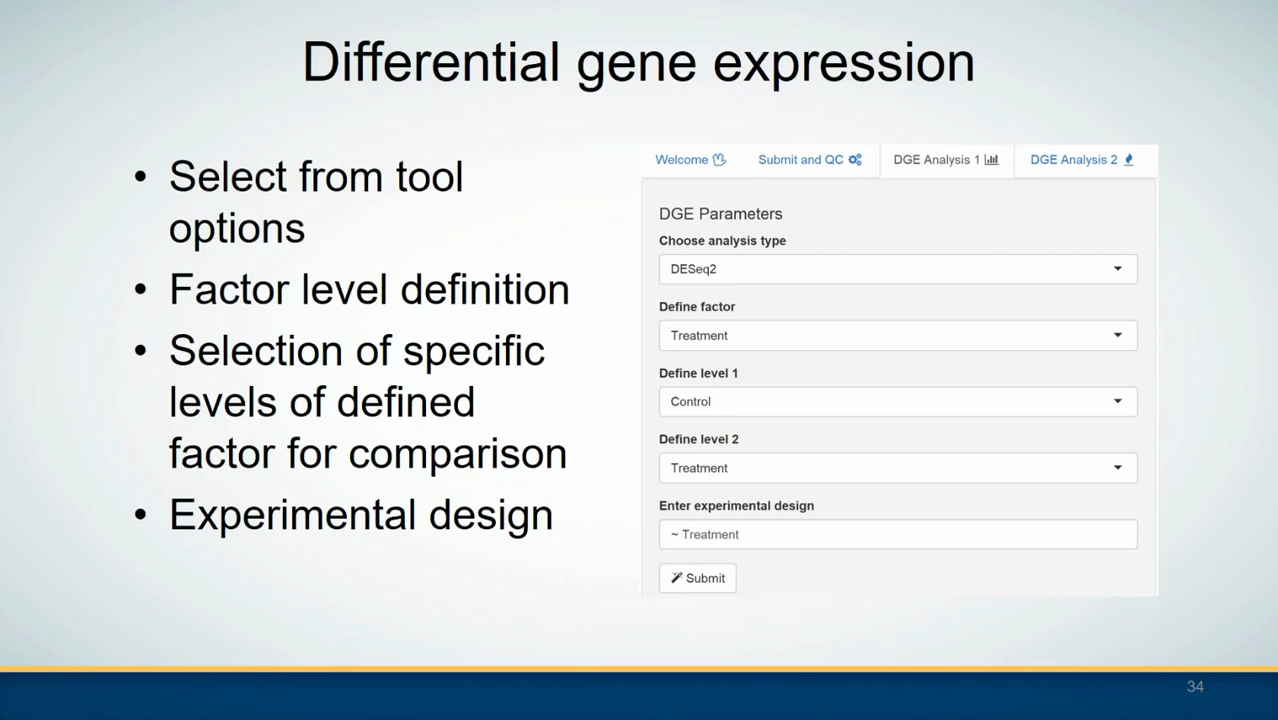 Differential gene expression
• Select from tool
options
• Factor level definition
• Selection of specific
levels of defined
factor for comparison
• Experimental design
Welcome
Submit and QC
DGE Analysis 1
DGE Analysis 2
DGE Parameters
Choose analysis type
DESeq2
Define factor
Treatment
Define level 1
Control
Define level 2
Treatment
Enter experimental design
~ Treatment
Submit
34